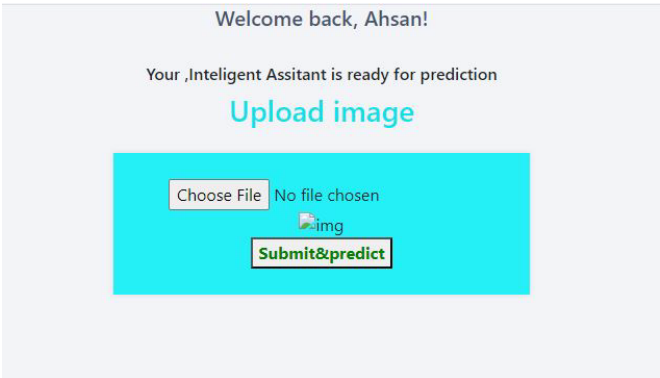 Welcome back, Ahsan!
Your ,Inteligent Assitant is ready for prediction
Upload image
Choose File No file chosen
img
Submit&predict